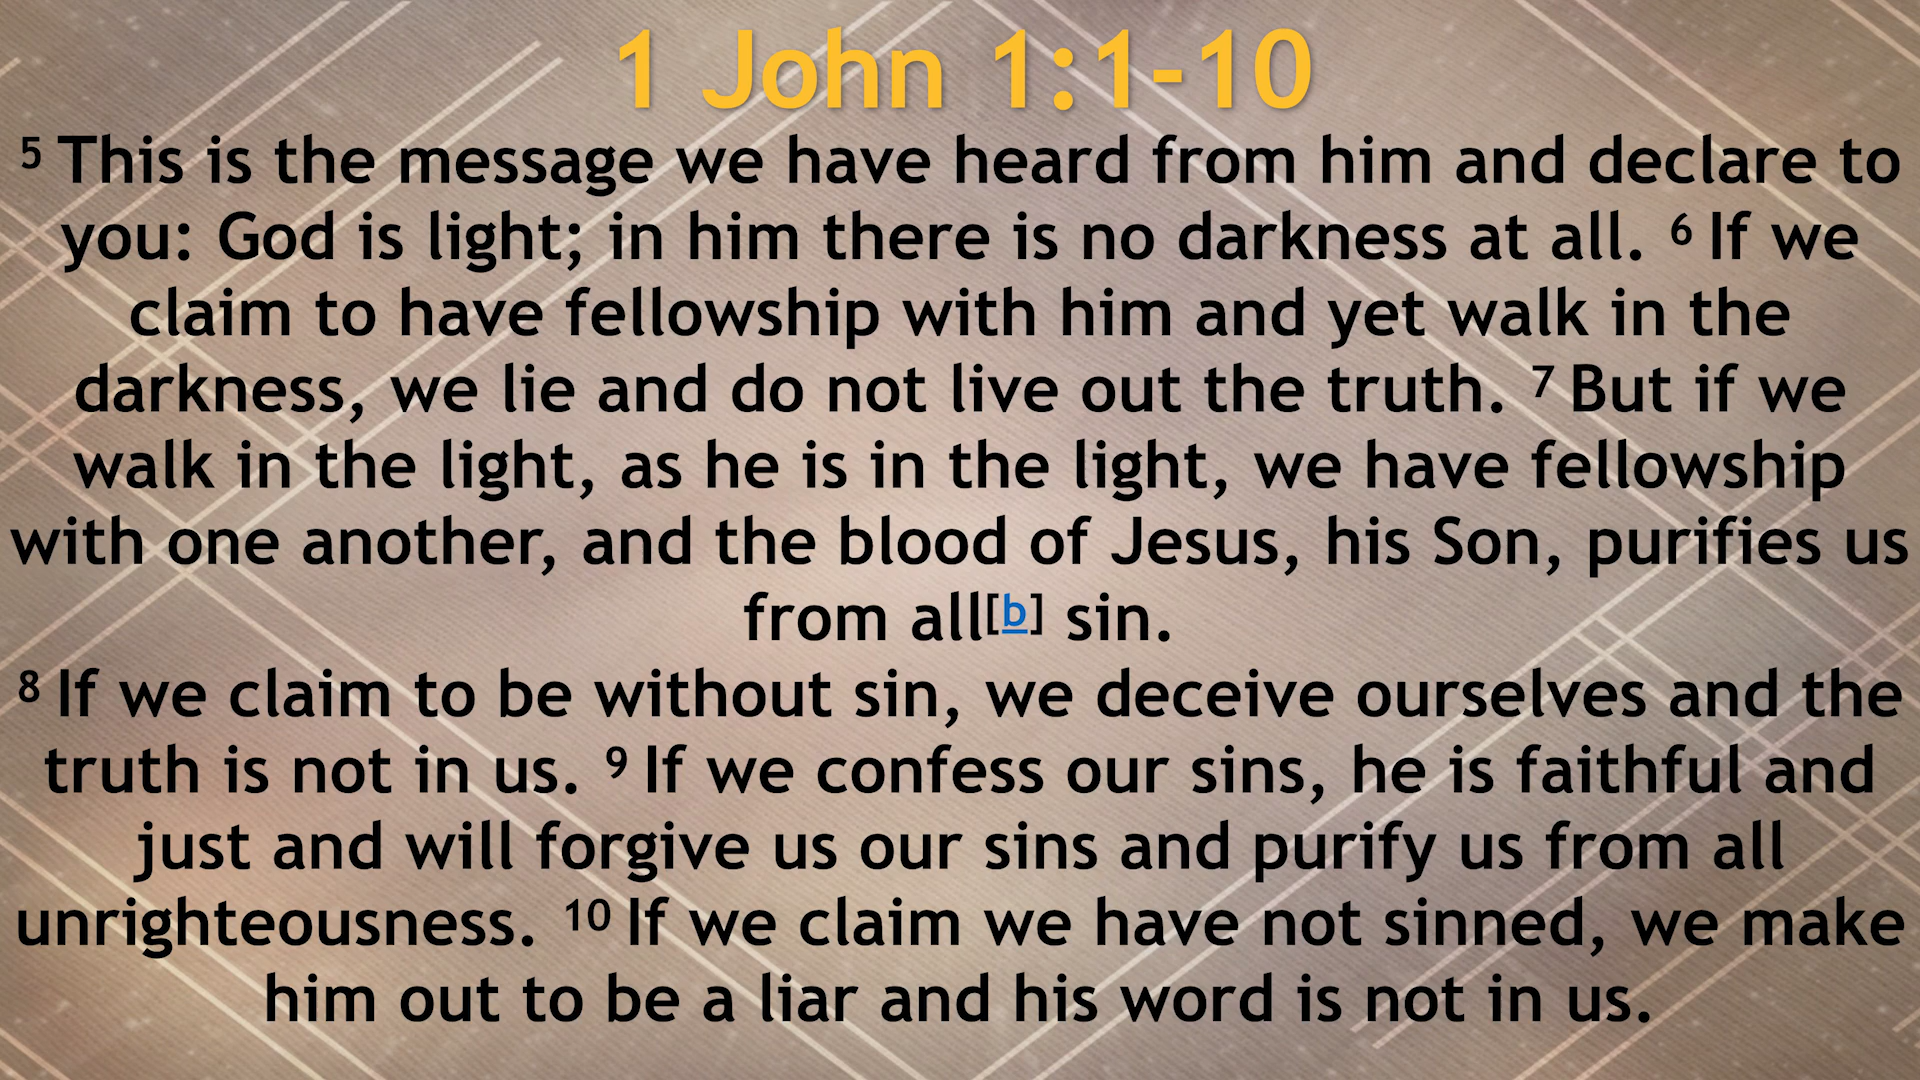 1 John 1:1-10
5 This is the message we have heard from him and declare to
you: God is light; in him there is no darkness at all. 6 If we
claim to have fellowship with him and yet walk in the
darkness, we lie and do not live out the truth. 7 But if we
walk in the light, as he is in the light, we have fellowship
with one another, and the blood of Jesus, his Son, purifies us
from all[b] sin.
8 If we claim to be without sin, we deceive ourselves and the
truth is not in us. 9 If we confess our sins, he is faithful and
just and will forgive us our sins and purify us from all
unrighteousness. 10 If we claim we have not sinned, we make
him out to be a liar and his word is not in us.